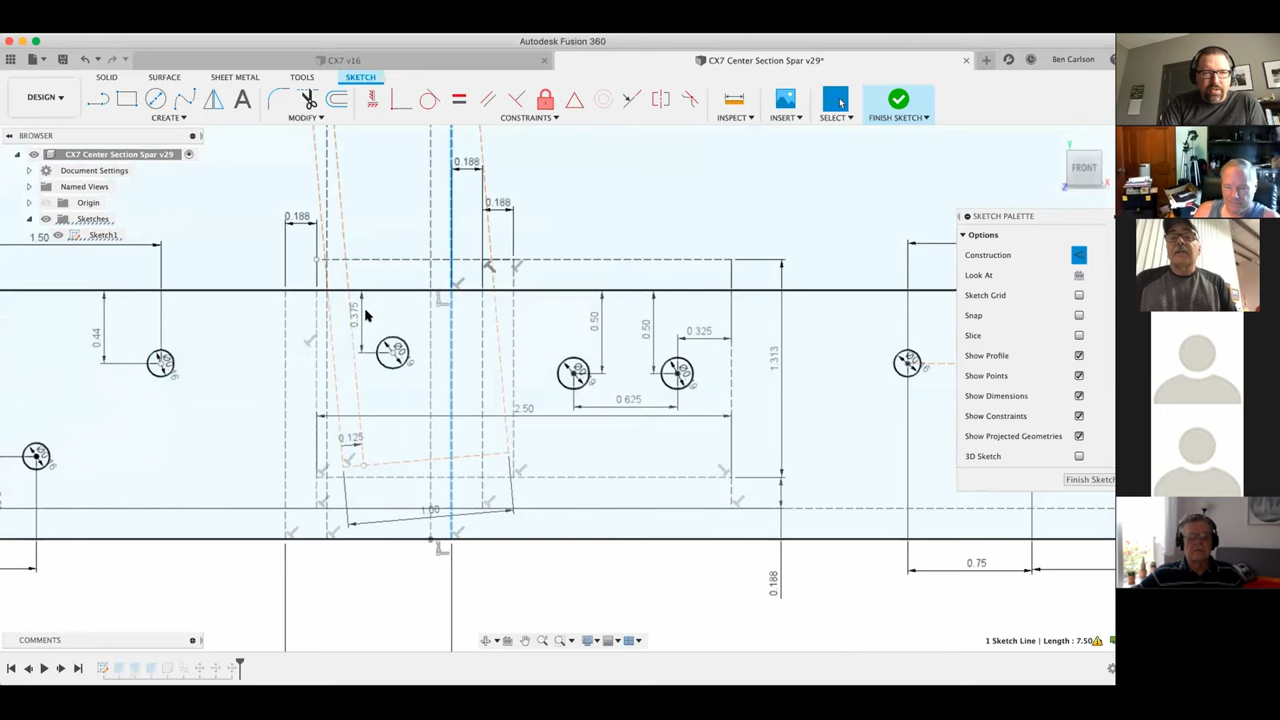 Autodesk Fusion 360
CX7 v16
CX7 Center Section Spar v29*
Ben Carlson
DESIGN
SOLID
SURFACE
SHEET METAL
TOOLS
SKETCH
CREATE
MODIFY
CONSTRAINTS
INSPECT
INSERT
SELECT
FINISH SKETCH
BROWSER
CX7 Center Section Spar v29
Document Settings
Named Views
Origin
Sketches
Sketch1
1.50
0.188
0.188
0.188
FRONT
SKETCH PALETTE
Options
Construction
Look At
Sketch Grid
Snap
Slice
Show Profile
Show Points
Show Dimensions
Show Constraints
Show Projected Geometries
3D Sketch
Finish Sketch
0.44
0.375
0.50
0.50
0.325
1.313
0.625
2.50
0.125
1.00
0.188
0.75
COMMENTS
1 Sketch Line | Length : 7.50